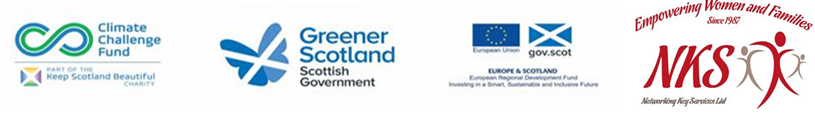 Climate
Challenge
Fund
PART OF THE
Keep Scotland Beautiful
CHARITY
Greener
Scotland
Scottish
Government
European Union
gov.scot
EUROPE & SCOTLAND
European Regional Development Fund
Investing in a Smart, Sustainable and Inclusive Future
Empowering Women and Families
Since 1987
NKS
Networking Key Services Ltd